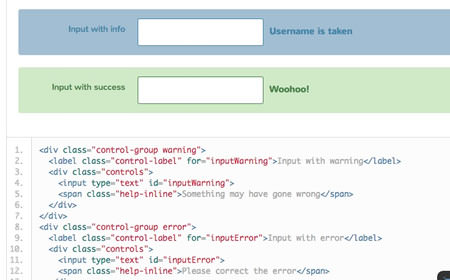 Input with info Username is taken
Input with success Woohoo!
1. <div class="control-group warning">
2. <label class="control-label" for="inputWarning">Input with warning</label>
3. <div class="controls">
4. <input type="text" id="inputWarning">
5. <span class="help-inline">Something may have gone wrong</span>
6. </div>
7. </div>
8. <div class="control-group error">
9. <label class="control-label" for="inputError">Input with error</label>
10. <div class="controls">
11. <input type="text" id="inputError">
12. <span class="help-inline">Please correct the error</span>